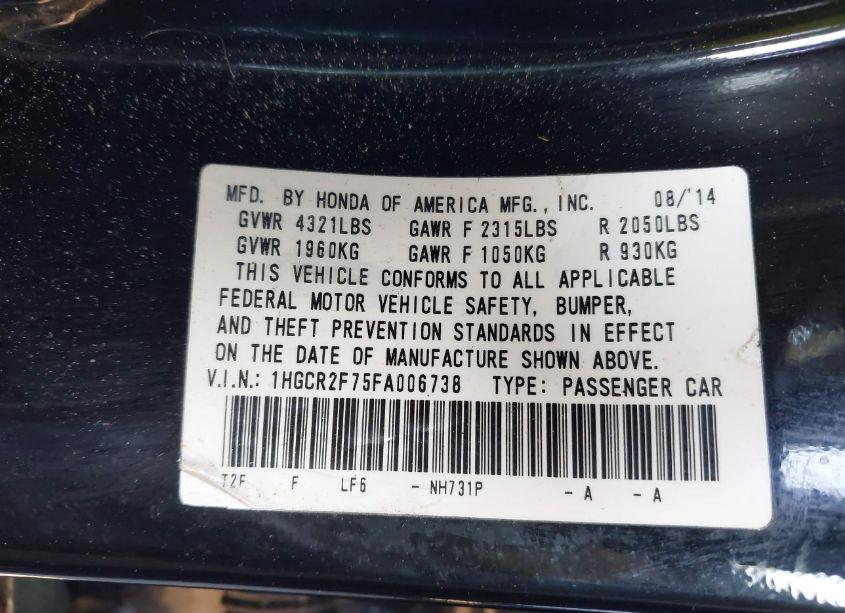 MFD. BY HONDA OF AMERICA MFG., INC. 08/'14
GVWR 4321LBS GAWR F 2315LBS R 2050LBS
GVWR 1960KG GAWR F 1050KG R 930KG
THIS VEHICLE CONFORMS TO ALL APPLICABLE
FEDERAL MOTOR VEHICLE SAFETY, BUMPER,
AND THEFT PREVENTION STANDARDS IN EFFECT
ON THE DATE OF MANUFACTURE SHOWN ABOVE.
V.I.N.: 1HGCR2F75FA006738 TYPE: PASSENGER CAR
T2F F LF6 - NH731P - A - A